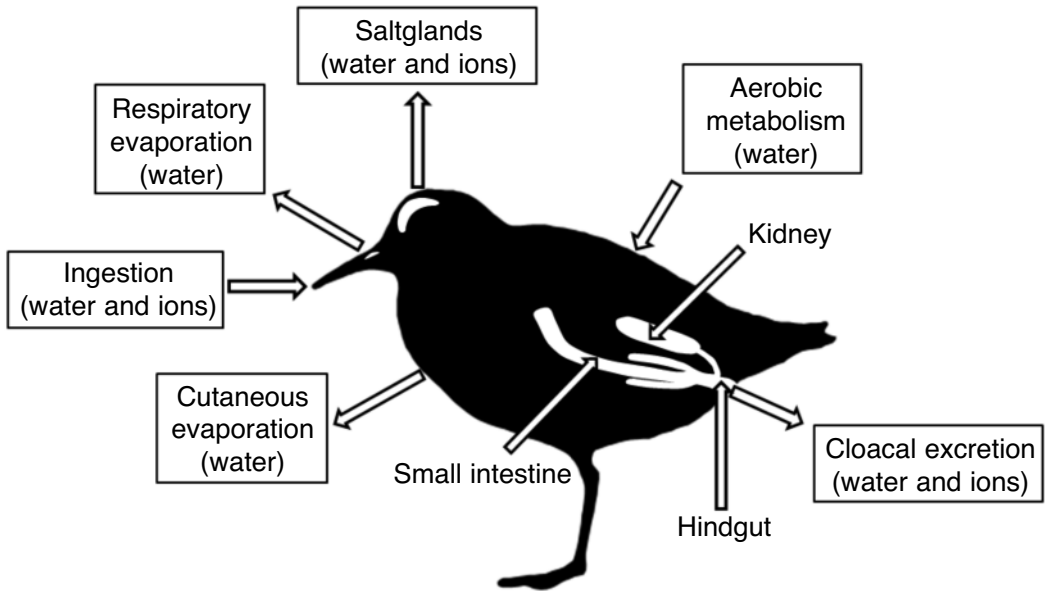 Saltglands
(water and ions)
Respiratory
evaporation
(water)
Aerobic
metabolism
(water)
Kidney
Ingestion
(water and ions)
Cutaneous
evaporation
(water)
Small intestine
Cloacal excretion
(water and ions)
Hindgut